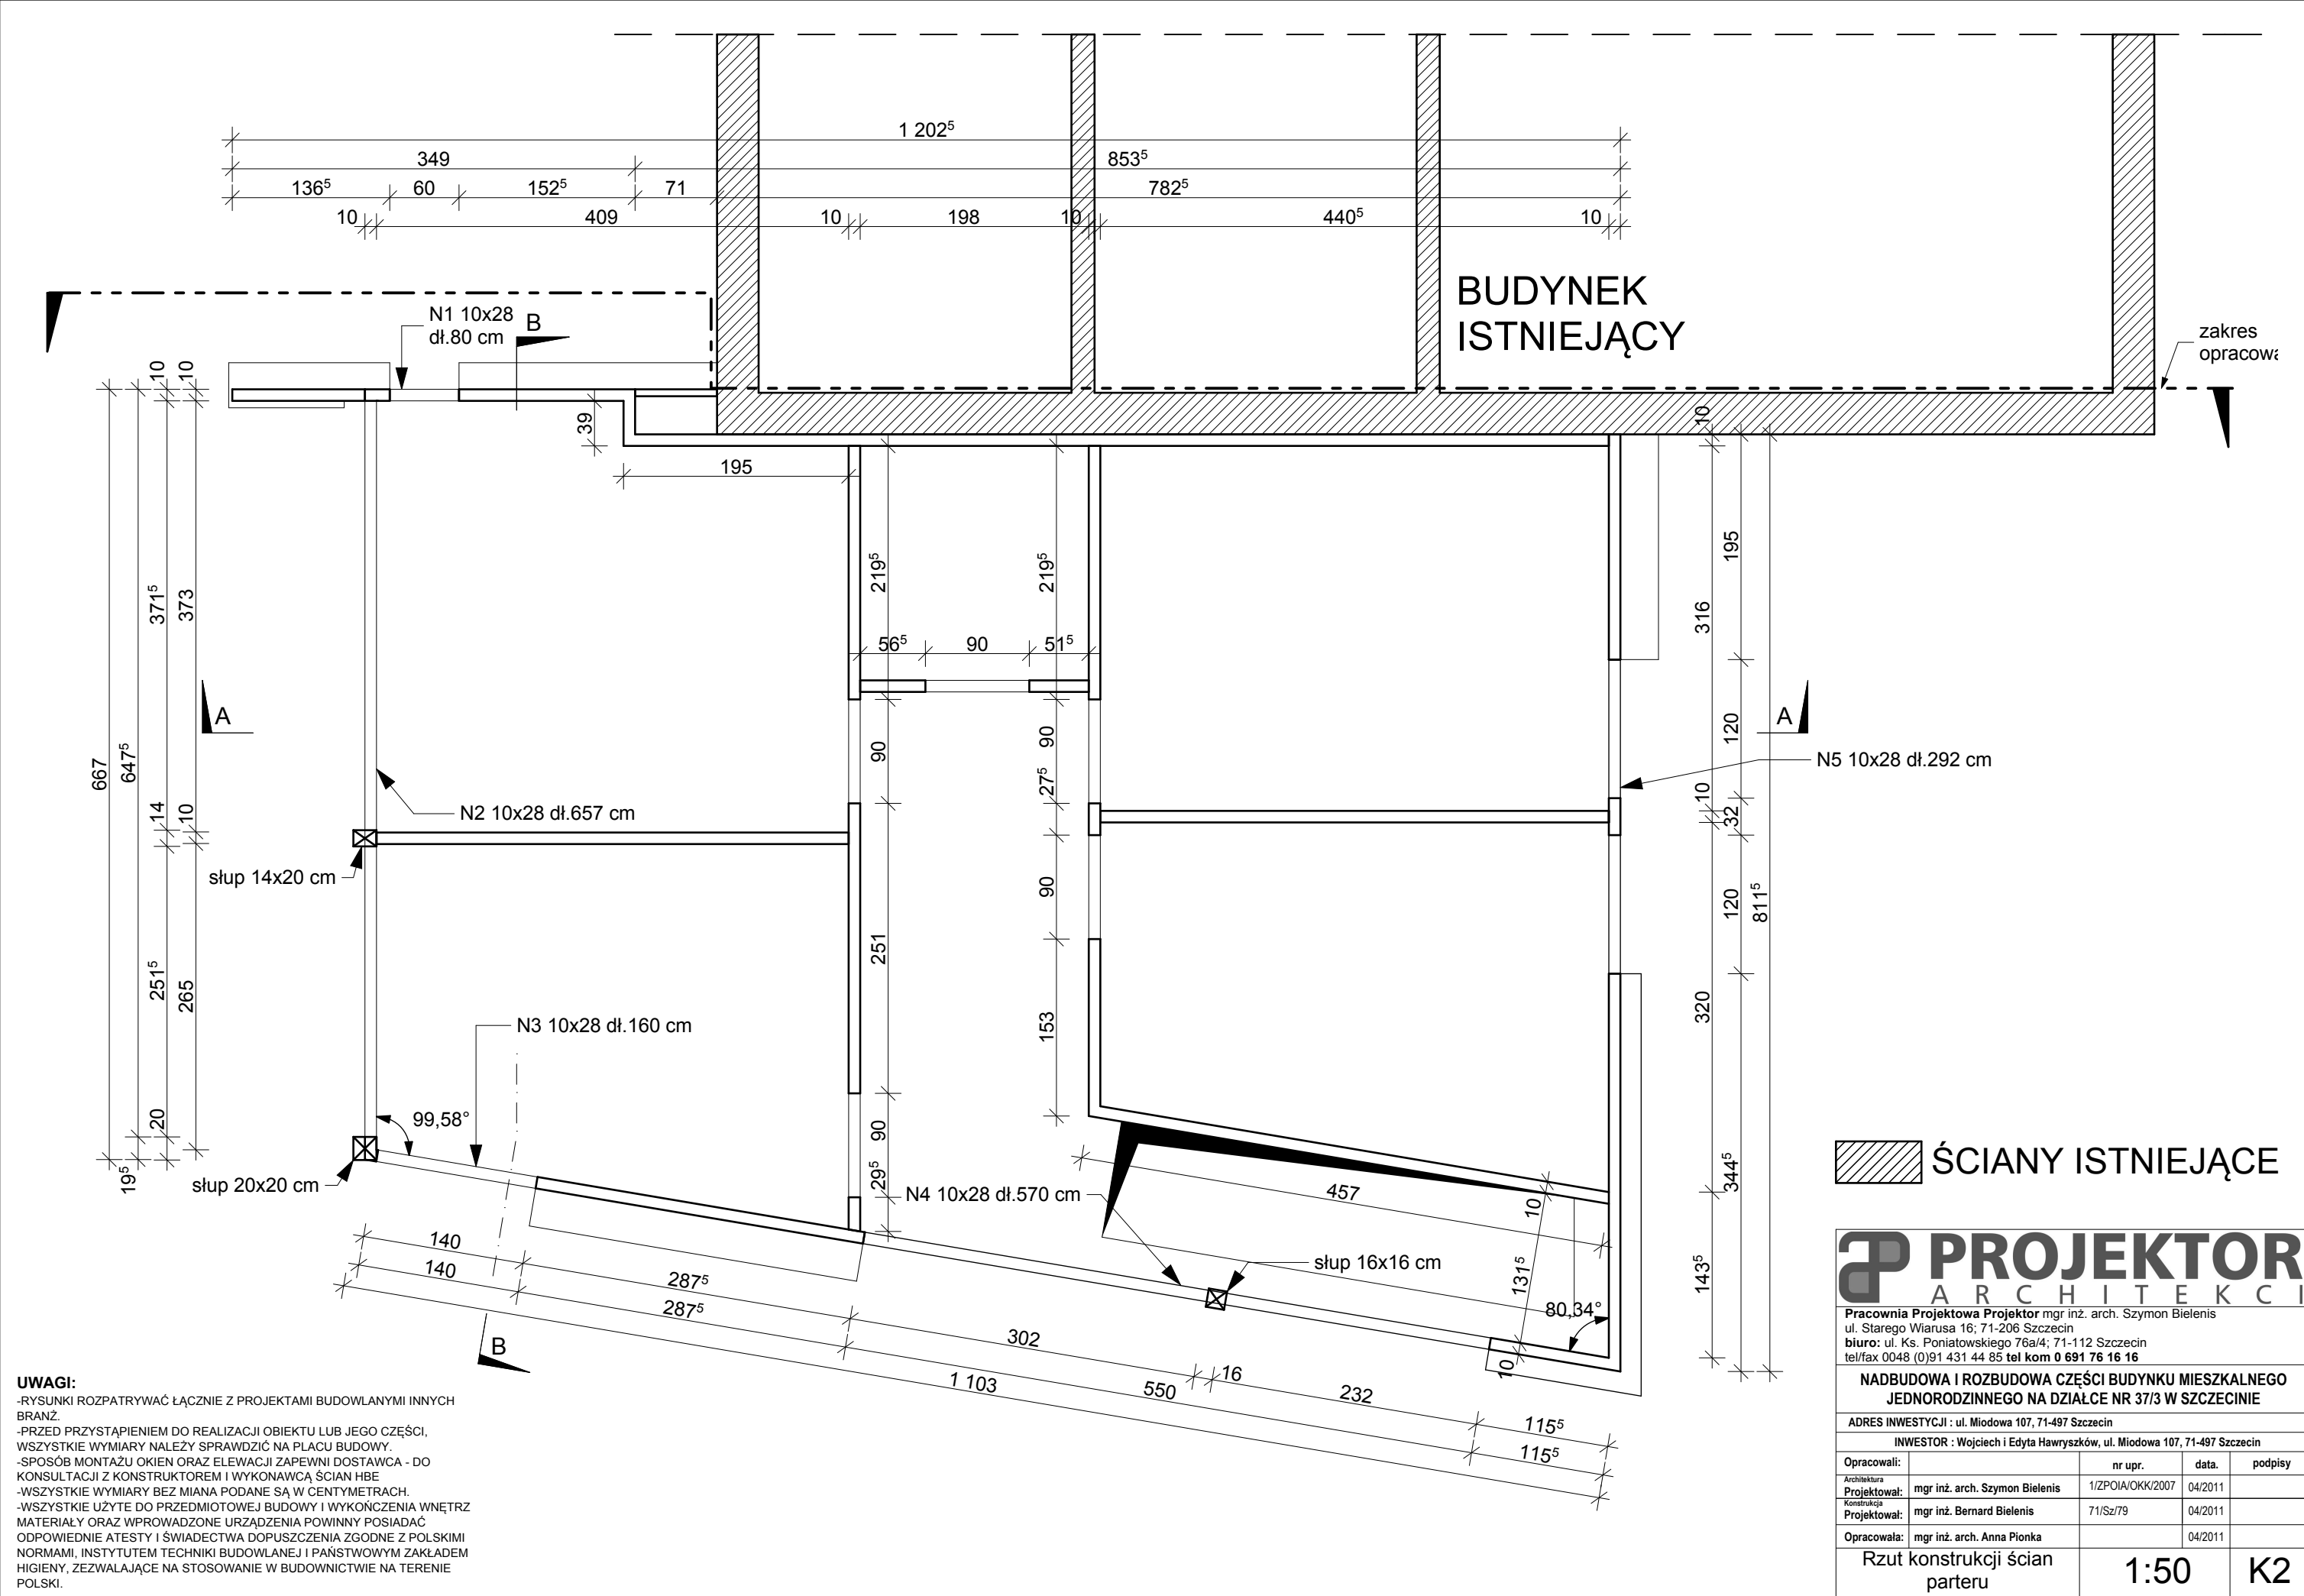 1 202⁵
349
853⁵
136⁵
60
152⁵
71
782⁵
10
409
10
198
10
440⁵
10
BUDYNEK
ISTNIEJĄCY
N1 10x28
dł.80 cm
B
zakres
10
10
39
195
10
219⁵
219⁵
195
371⁵
373
316
56⁵
90
51⁵
A
A
667
647⁵
90
90
27⁵
120
N5 10x28 dł.292 cm
14
10
N2 10x28 dł.657 cm
10
32
słup 14x20 cm
251⁵
265
251
90
120
811⁵
153
320
N3 10x28 dł.160 cm
99,58°
20
19⁵
słup 20x20 cm
90
29⁵
N4 10x28 dł.570 cm
457
10
344⁵
ŚCIANY ISTNIEJĄCE
140
140
287⁵
287⁵
słup 16x16 cm
131⁵
80,34°
143⁵
302
16
10
B
1 103
550
232
115⁵
115⁵
UWAGI:
-RYSUNKI ROZPATRYWAĆ ŁĄCZNIE Z PROJEKTAMI BUDOWLANYMI INNYCH
BRANŻ.
-PRZED PRZYSTĄPIENIEM DO REALIZACJI OBIEKTU LUB JEGO CZĘŚCI,
WSZYSTKIE WYMIARY NALEŻY SPRAWDZIĆ NA PLACU BUDOWY.
-SPOSÓB MONTAŻU OKIEN ORAZ ELEWACJI ZAPEWNI DOSTAWCA - DO
KONSULTACJI Z KONSTRUKTOREM I WYKONAWCĄ ŚCIAN HBE
-WSZYSTKIE WYMIARY BEZ MIANA PODANE SĄ W CENTYMETRACH.
-WSZYSTKIE UŻYTE DO PRZEDMIOTOWEJ BUDOWY I WYKOŃCZENIA WNĘTRZ
MATERIAŁY ORAZ WPROWADZONE URZĄDZENIA POWINNY POSIADAĆ
ODPOWIEDNIE ATESTY I ŚWIADECTWA DOPUSZCZENIA ZGODNE Z POLSKIMI
NORMAMI, INSTYTUTEM TECHNIKI BUDOWLANEJ I PAŃSTWOWYM ZAKŁADEM
HIGIENY, ZEZWALAJĄCE NA STOSOWANIE W BUDOWNICTWIE NA TERENIE
POLSKI.
PROJEKTOR
ARCHITEKCI
Pracownia Projektowa Projektor mgr inż. arch. Szymon Bielenis
ul. Starego Wiarusa 16; 71-206 Szczecin
biuro: ul. Ks. Poniatowskiego 76a/4; 71-112 Szczecin
tel/fax 0048 (0)91 431 44 85 tel kom 0 691 76 16 16
NADBUDOWA I ROZBUDOWA CZĘŚCI BUDYNKU MIESZKALNEGO
JEDNORODZINNEGO NA DZIAŁCE NR 37/3 W SZCZECINIE
ADRES INWESTYCJI : ul. Miodowa 107, 71-497 Szczecin
INWESTOR : Wojciech i Edyta Hawryszków, ul. Miodowa 107, 71-497 Szczecin
Opracowali: nr upr. data. podpisy
Architektura
Projektował: mgr inż. arch. Szymon Bielenis 1/ZPOIA/OKK/2007 04/2011
Konstrukcja
Projektował: mgr inż. Bernard Bielenis 71/Sz/79 04/2011
Opracowała: mgr inż. arch. Anna Pionka 04/2011
Rzut konstrukcji ścian
parteru
1:50
K2